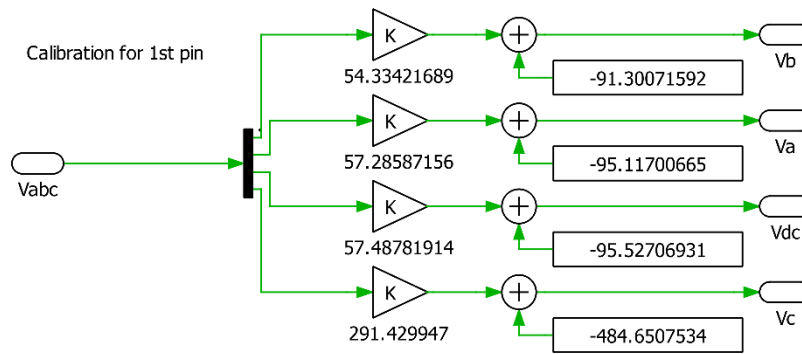 Calibration for 1st pin
Vabc
K
54.33421689
-91.30071592
Vb
K
57.28587156
-95.11700665
Va
K
57.48781914
-95.52706931
Vdc
K
291.429947
-484.6507534
Vc